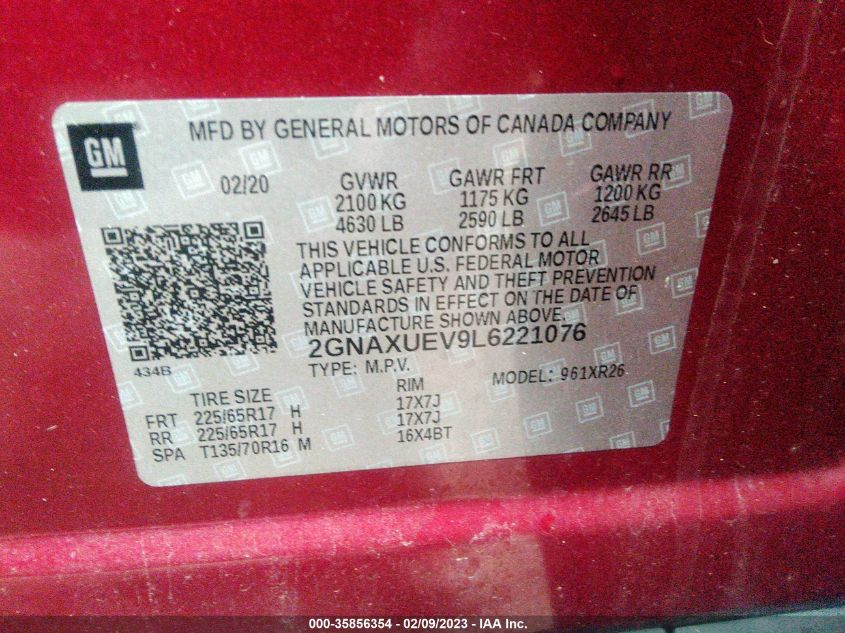 GM
MFD BY GENERAL MOTORS OF CANADA COMPANY
02/20 GVWR GAWR FRT GAWR RR
2100 KG 1175 KG 1200 KG
4630 LB 2590 LB 2645 LB
THIS VEHICLE CONFORMS TO ALL
APPLICABLE U.S. FEDERAL MOTOR
VEHICLE SAFETY AND THEFT PREVENTION
STANDARDS IN EFFECT ON THE DATE OF
MANUFACTURE SHOWN ABOVE.
2GNAXUEV9L6221076
434B
TYPE: M.P.V. MODEL: 961XR26
TIRE SIZE RIM
FRT 225/65R17 H 17X7J
RR 225/65R17 H 17X7J
SPA T135/70R16 M 16X4BT
000-35856354 — 02/09/2023 — IAA Inc.